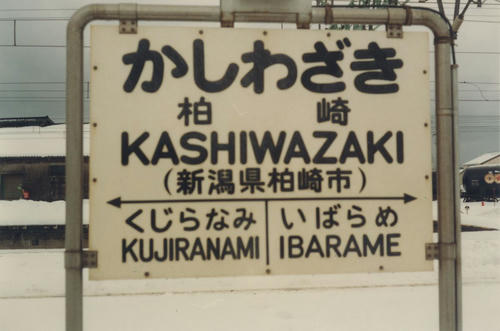 かしわざき
柏 崎
KASHIWAZAKI
(新潟県柏崎市)
くじらなみ いばらめ
KUJIRANAMI IBARAME